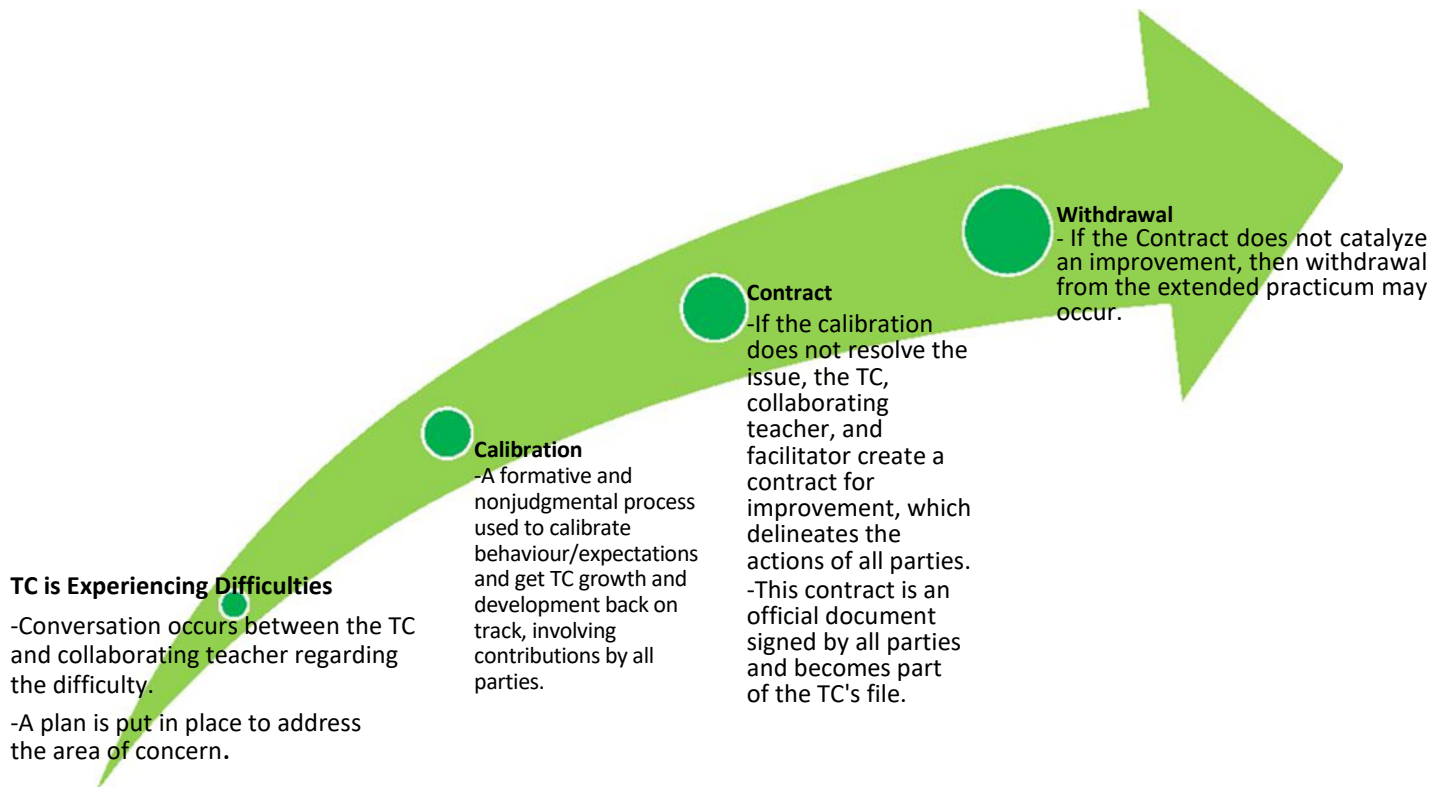 TC is Experiencing Difficulties
-Conversation occurs between the TC
and collaborating teacher regarding
the difficulty.
-A plan is put in place to address
the area of concern.
Calibration
-A formative and
nonjudgmental process
used to calibrate
behaviour/expectations
and get TC growth and
development back on
track, involving
contributions by all
parties.
Contract
-If the calibration
does not resolve the
issue, the TC,
collaborating
teacher, and
facilitator create a
contract for
improvement, which
delineates the
actions of all parties.
-This contract is an
official document
signed by all parties
and becomes part
of the TC's file.
Withdrawal
- If the Contract does not catalyze
an improvement, then withdrawal
from the extended practicum may
occur.